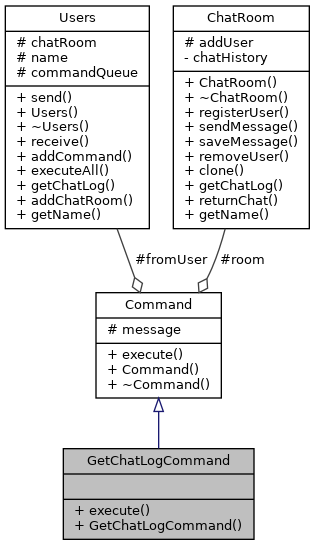 Users
# chatRoom
# name
# commandQueue
+ send()
+ Users()
+ ~Users()
+ receive()
+ addCommand()
+ executeAll()
+ getChatLog()
+ addChatRoom()
+ getName()
ChatRoom
# addUser
- chatHistory
+ ChatRoom()
+ ~ChatRoom()
+ registerUser()
+ sendMessage()
+ saveMessage()
+ removeUser()
+ clone()
+ getChatLog()
+ returnChat()
+ getName()
#fromUser
#room
Command
# message
+ execute()
+ Command()
+ ~Command()
GetChatLogCommand
+ execute()
+ GetChatLogCommand()